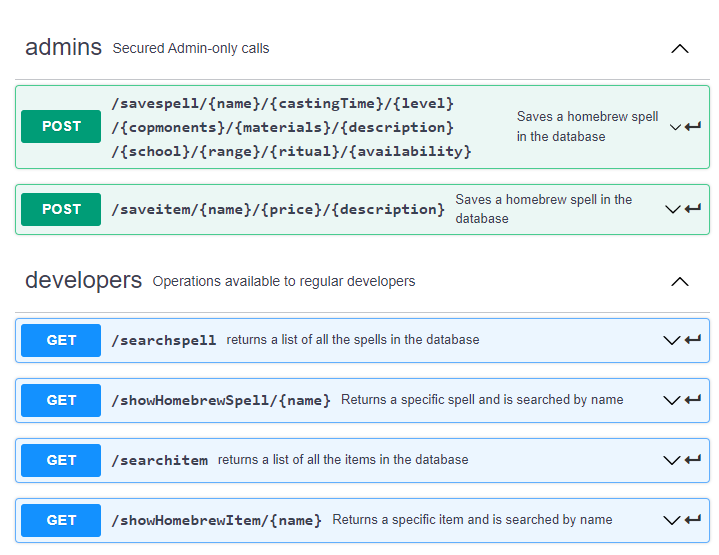 admins Secured Admin-only calls
POST
/savespell/{name}/{castingTime}/{level}
/{copmonents}/{materials}/{description}
/{school}/{range}/{ritual}/{availability}
Saves a homebrew spell
in the database
POST
/saveitem/{name}/{price}/{description}
Saves a homebrew spell in the
database
developers Operations available to regular developers
GET /searchspell returns a list of all the spells in the database
GET /showHomebrewSpell/{name} Returns a specific spell and is searched by name
GET /searchitem returns a list of all the items in the database
GET /showHomebrewItem/{name} Returns a specific item and is searched by name